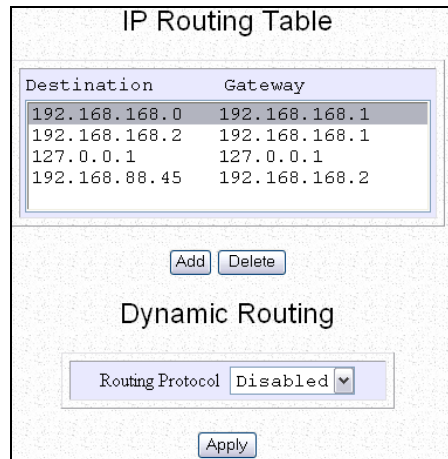 IP Routing Table
Destination Gateway
192.168.168.0 192.168.168.1
192.168.168.2 192.168.168.1
127.0.0.1 127.0.0.1
192.168.88.45 192.168.168.2
Add Delete
Dynamic Routing
Routing Protocol Disabled
Apply